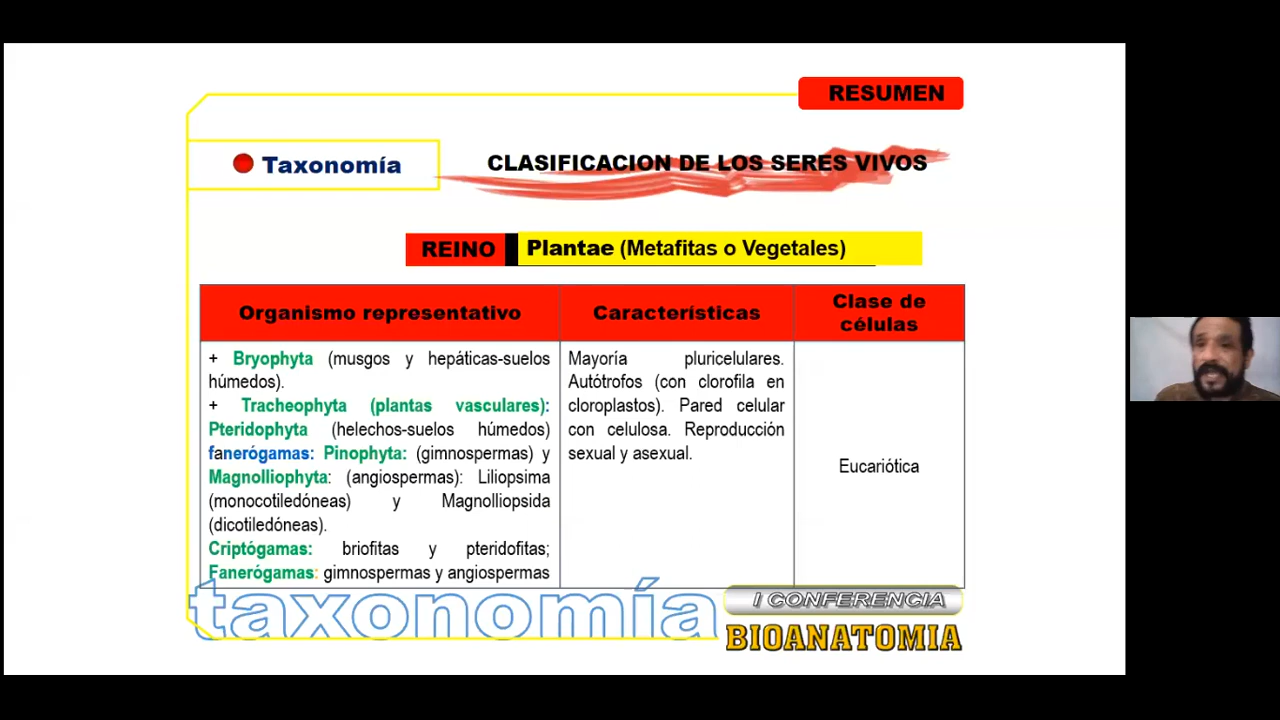 RESUMEN
Taxonomía
CLASIFICACION DE LOS SERES VIVOS
REINO Plantae (Metafitas o Vegetales)
Organismo representativo
Características
Clase de
células
+ Bryophyta (musgos y hepáticas-suelos
húmedos).
+ Tracheophyta (plantas vasculares):
Pteridophyta (helechos-suelos húmedos)
fanerógamas: Pinophyta: (gimnospermas) y
Magnolliophyta: (angiospermas): Liliopsima
(monocotiledóneas) y Magnolliopsida
(dicotiledóneas).
Criptógamas: briofitas y pteridofitas;
Fanerógamas: gimnospermas y angiospermas
Mayoría pluricelulares.
Autótrofos (con clorofila en
cloroplastos). Pared celular
con celulosa. Reproducción
sexual y asexual.
Eucariótica
taxonomía
I CONFERENCIA
BIOANATOMIA